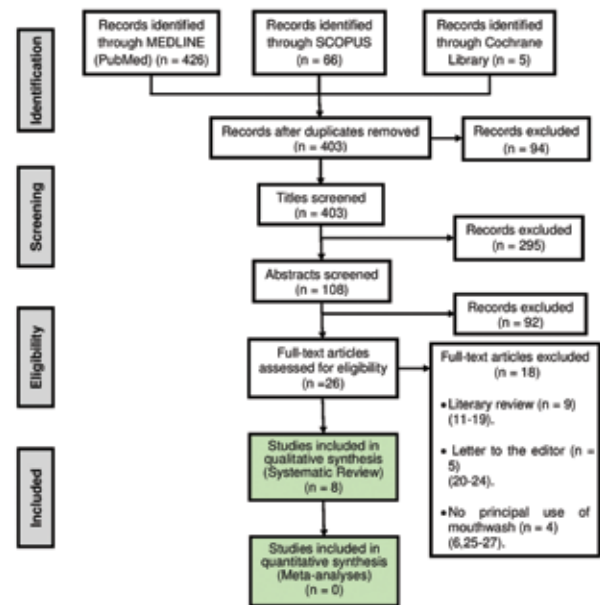 Identification
Records identified
through MEDLINE
(PubMed) (n = 426)
Records identified
through SCOPUS
(n = 66)
Records identified
through Cochrane
Library (n = 5)
Records after duplicates removed
(n = 403)
Records excluded
(n = 94)
Screening
Titles screened
(n = 403)
Records excluded
(n = 295)
Abstracts screened
(n = 108)
Records excluded
(n = 92)
Eligibility
Full-text articles
assessed for eligibility
(n =26)
Full-text articles excluded
(n = 18)
•Literary review (n = 9)
(11-19).
• Letter to the editor (n =
5)
(20-24).
•No principal use of
mouthwash (n = 4)
(6,25-27).
Included
Studies included in
qualitative synthesis
(Systematic Review)
(n = 8)
Studies included in
quantitative synthesis
(Meta-analyses)
(n = 0)